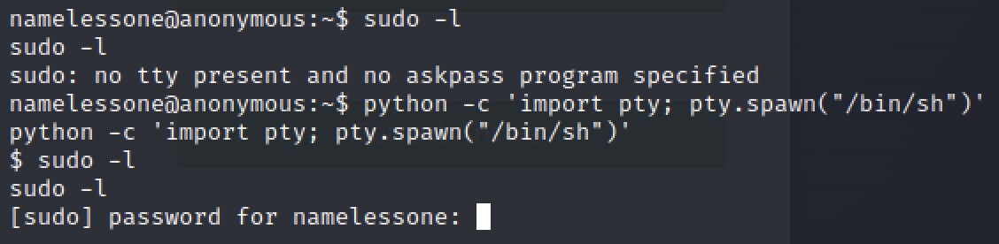 namelessone@anonymous:~$ sudo -l
sudo -l
sudo: no tty present and no askpass program specified
namelessone@anonymous:~$ python -c 'import pty; pty.spawn("/bin/sh")'
python -c 'import pty; pty.spawn("/bin/sh")'
$ sudo -l
sudo -l
[sudo] password for namelessone: